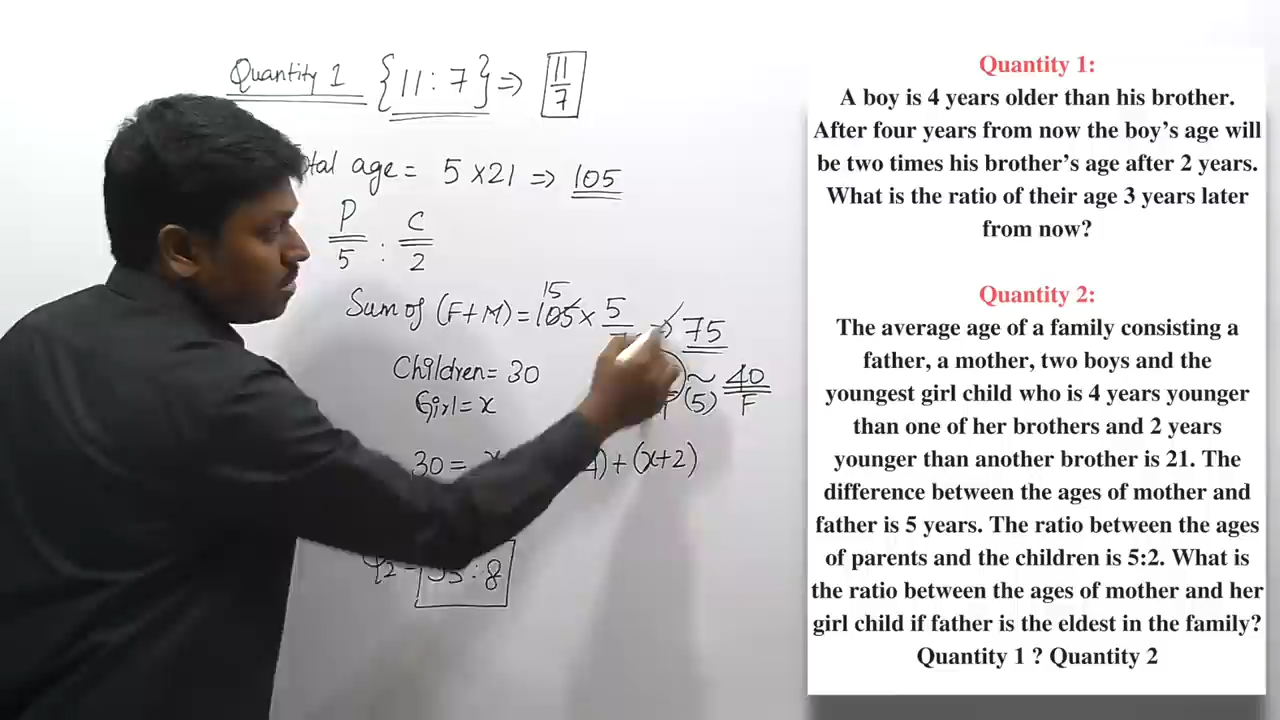 Quantity 1 {11:7} ⇒ 11/7
age = 5×21 ⇒ 105
P : C
5 : 2
Sum of (F+M) = 105 × 5 ⇒ 75
15
Children = 30
Girl = x
(5) 40
F
30 = x 4) + (x+2)
: 8
Quantity 1:
A boy is 4 years older than his brother.
After four years from now the boy's age will
be two times his brother's age after 2 years.
What is the ratio of their age 3 years later
from now?
Quantity 2:
The average age of a family consisting a
father, a mother, two boys and the
youngest girl child who is 4 years younger
than one of her brothers and 2 years
younger than another brother is 21. The
difference between the ages of mother and
father is 5 years. The ratio between the ages
of parents and the children is 5:2. What is
the ratio between the ages of mother and her
girl child if father is the eldest in the family?
Quantity 1 ? Quantity 2